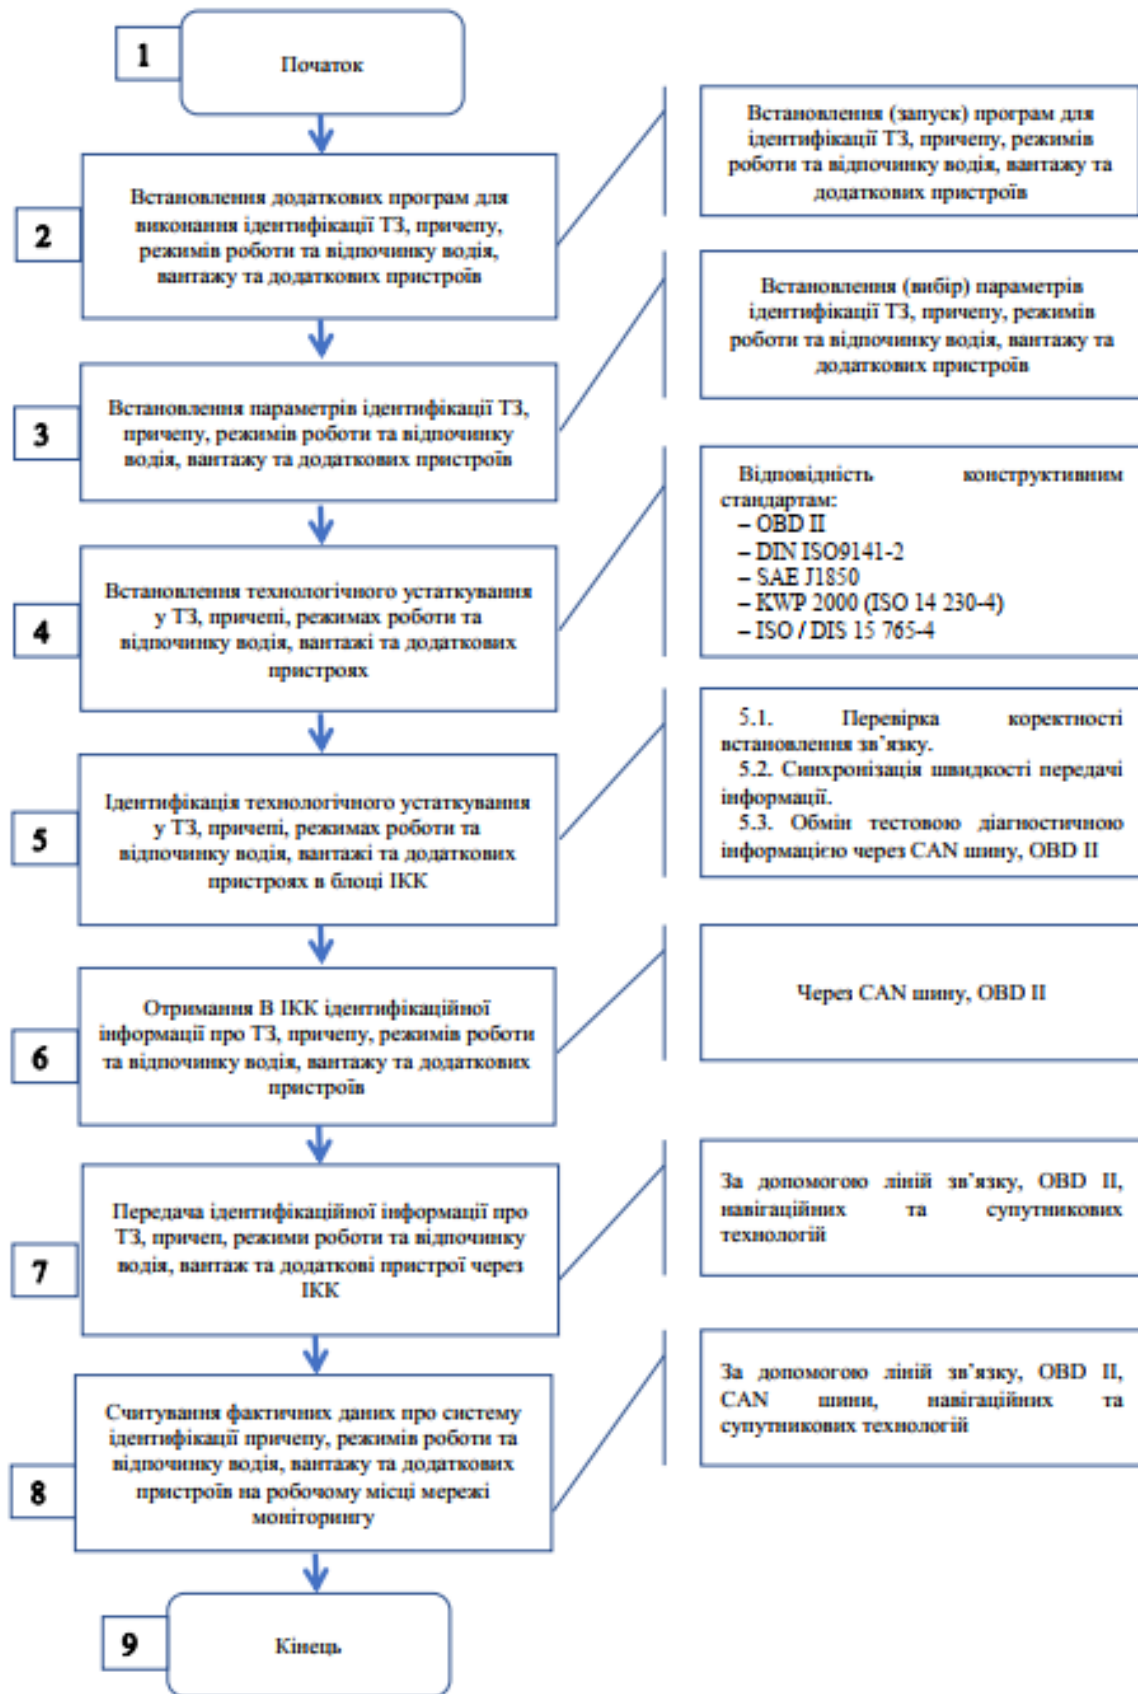 1
Початок
Встановлення (запуск) програм для
ідентифікації ТЗ, причепу, режимів
роботи та відпочинку водія, вантажу та
додаткових пристроїв
2
Встановлення додаткових програм для
виконання ідентифікації ТЗ, причепу,
режимів роботи та відпочинку водія,
вантажу та додаткових пристроїв
Встановлення (вибір) параметрів
ідентифікації ТЗ, причепу, режимів
роботи та відпочинку водія, вантажу та
додаткових пристроїв
3
Встановлення параметрів ідентифікації ТЗ,
причепу, режимів роботи та відпочинку
водія, вантажу та додаткових пристроїв
Відповідність конструктивним
стандартам:
– OBD II
– DIN ISO9141-2
– SAE J1850
– KWP 2000 (ISO 14 230-4)
– ISO / DIS 15 765-4
4
Встановлення технологічного устаткування
у ТЗ, причепі, режимах роботи та
відпочинку водія, вантажі та додаткових
пристроях
5.1. Перевірка коректності
встановлення зв’язку.
5.2. Синхронізація швидкості передачі
інформації.
5.3. Обмін тестовою діагностичною
інформацією через CAN шину, OBD II
5
Ідентифікація технологічного устаткування
у ТЗ, причепі, режимах роботи та
відпочинку водія, вантажі та додаткових
пристроях в блоці ІКК
Через CAN шину, OBD II
6
Отримання В ІКК ідентифікаційної
інформації про ТЗ, причепу, режимів роботи
та відпочинку водія, вантажу та додаткових
пристроїв
За допомогою ліній зв’язку, OBD II,
навігаційних та супутникових
технологій
7
Передача ідентифікаційної інформації про
ТЗ, причеп, режими роботи та відпочинку
водія, вантаж та додаткові пристрої через
ІКК
За допомогою ліній зв’язку, OBD II,
CAN шини, навігаційних та
супутникових технологій
8
Считування фактичних даних про систему
ідентифікації причепу, режимів роботи та
відпочинку водія, вантажу та додаткових
пристроїв на робочому місці мережі
моніторингу
9
Кінець